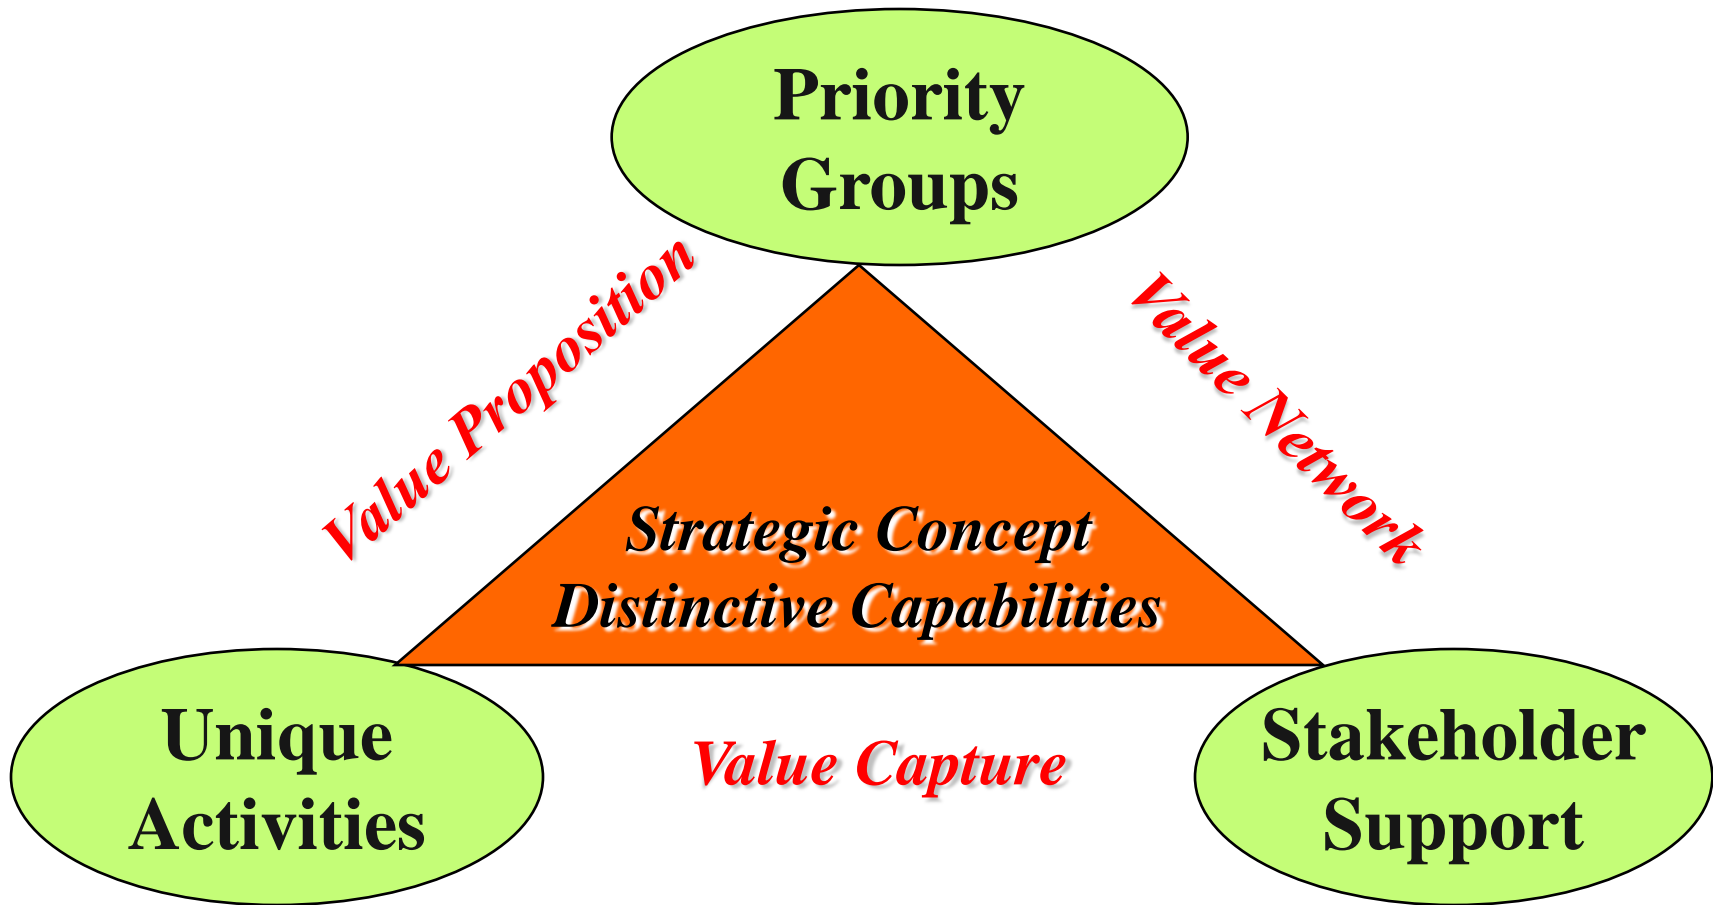 Priority
Groups
Value Proposition
Value Network
Strategic Concept
Distinctive Capabilities
Unique
Activities
Value Capture
Stakeholder
Support